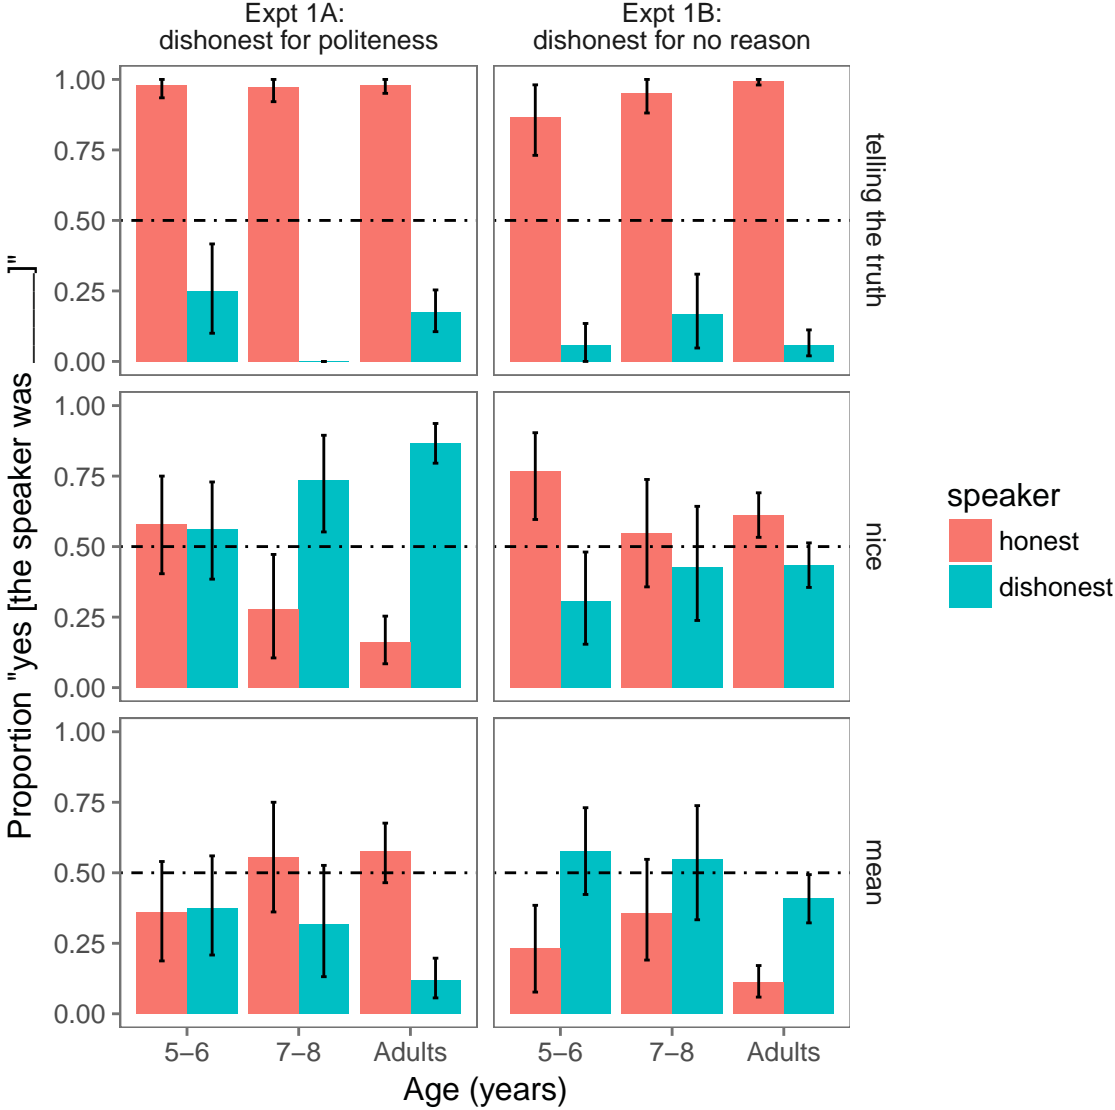 Expt 1A:
dishonest for politeness
Expt 1B:
dishonest for no reason
Proportion "yes [the speaker was ______]"
1.00
0.75
0.50
0.25
0.00
telling the truth
1.00
0.75
0.50
0.25
0.00
nice
1.00
0.75
0.50
0.25
0.00
mean
5–6
7–8
Adults
5–6
7–8
Adults
Age (years)
speaker
honest
dishonest